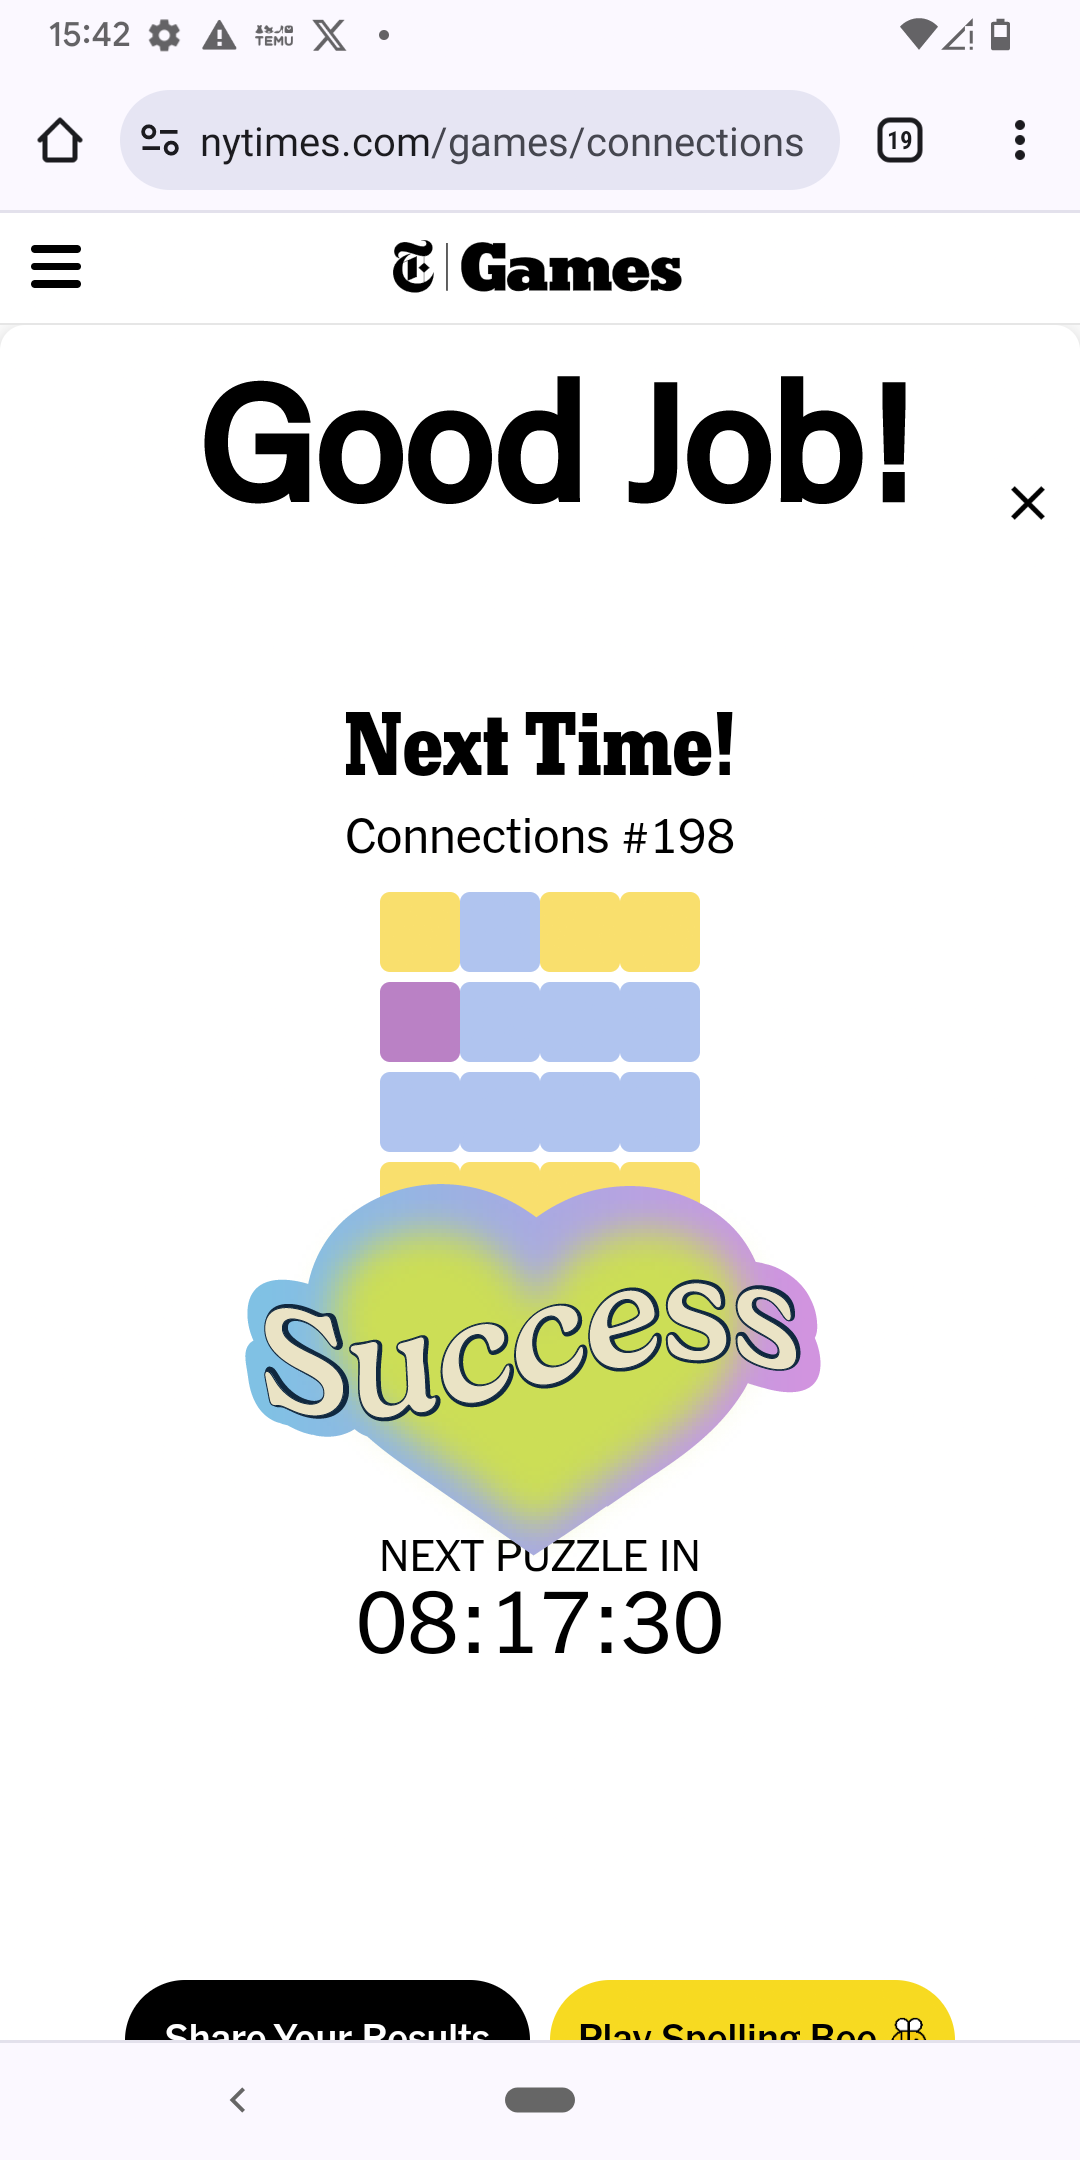 15:42 TEMU X
nytimes.com/games/connections 19
T Games
Good Job!
Next Time!
Connections #198
Success
NEXT PUZZLE IN
08:17:30
Share Your Results Play Spelling Bee